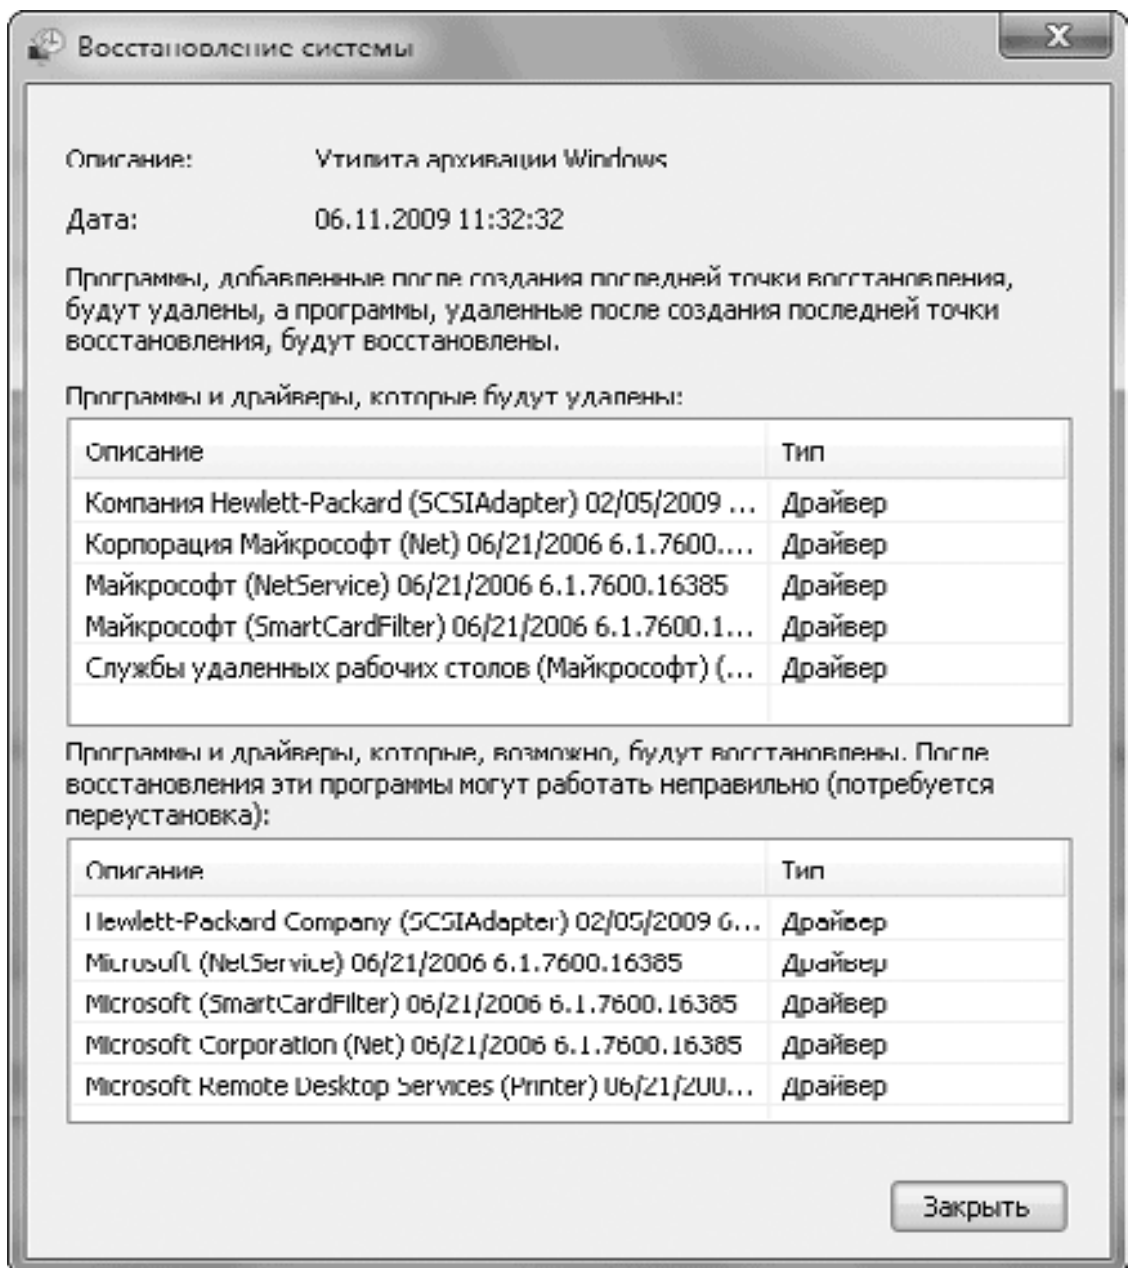 Восстановление системы
Описание: Утилита архивации Windows
Дата: 06.11.2009 11:32:32
Программы, добавленные после создания последней точки восстановления,
будут удалены, а программы, удаленные после создания последней точки
восстановления, будут восстановлены.
Программы и драйверы, которые будут удалены:
Описание Тип
Компания Hewlett-Packard (SCSIAdapter) 02/05/2009 ... Драйвер
Корпорация Майкрософт (Net) 06/21/2006 6.1.7600.... Драйвер
Майкрософт (NetService) 06/21/2006 6.1.7600.16385 Драйвер
Майкрософт (SmartCardFilter) 06/21/2006 6.1.7600.1... Драйвер
Службы удаленных рабочих столов (Майкрософт) (... Драйвер
Программы и драйверы, которые, возможно, будут восстановлены. После
восстановления эти программы могут работать неправильно (потребуется
переустановка):
Описание Тип
Hewlett-Packard Company (SCSIAdapter) 02/05/2009 6... Драйвер
Microsoft (NetService) 06/21/2006 6.1.7600.16385 Драйвер
Microsoft (SmartCardFilter) 06/21/2006 6.1.7600.16385 Драйвер
Microsoft Corporation (Net) 06/21/2006 6.1.7600.16385 Драйвер
Microsoft Remote Desktop Services (Printer) 06/21/200... Драйвер
Закрыть